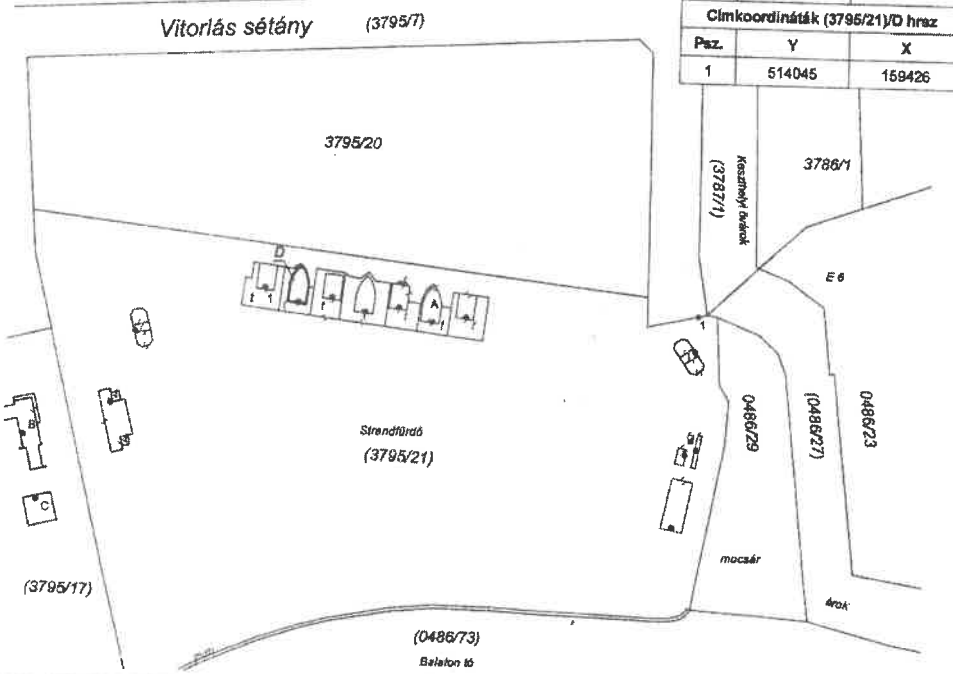 Vitorlás sétány (3795/7)
Címkoordináták (3795/21)/D hrsz
Psz. Y X
1 514045 159426
3795/20
Keszthelyi övárok
(3787/1)
3786/1
E 6
D
t 1
t
A
t
1
B
C
Strandfürdő
(3795/21)
0486/29
(0486/27)
0486/23
mocsár
árok
(3795/17)
(0486/73)
Balaton tó